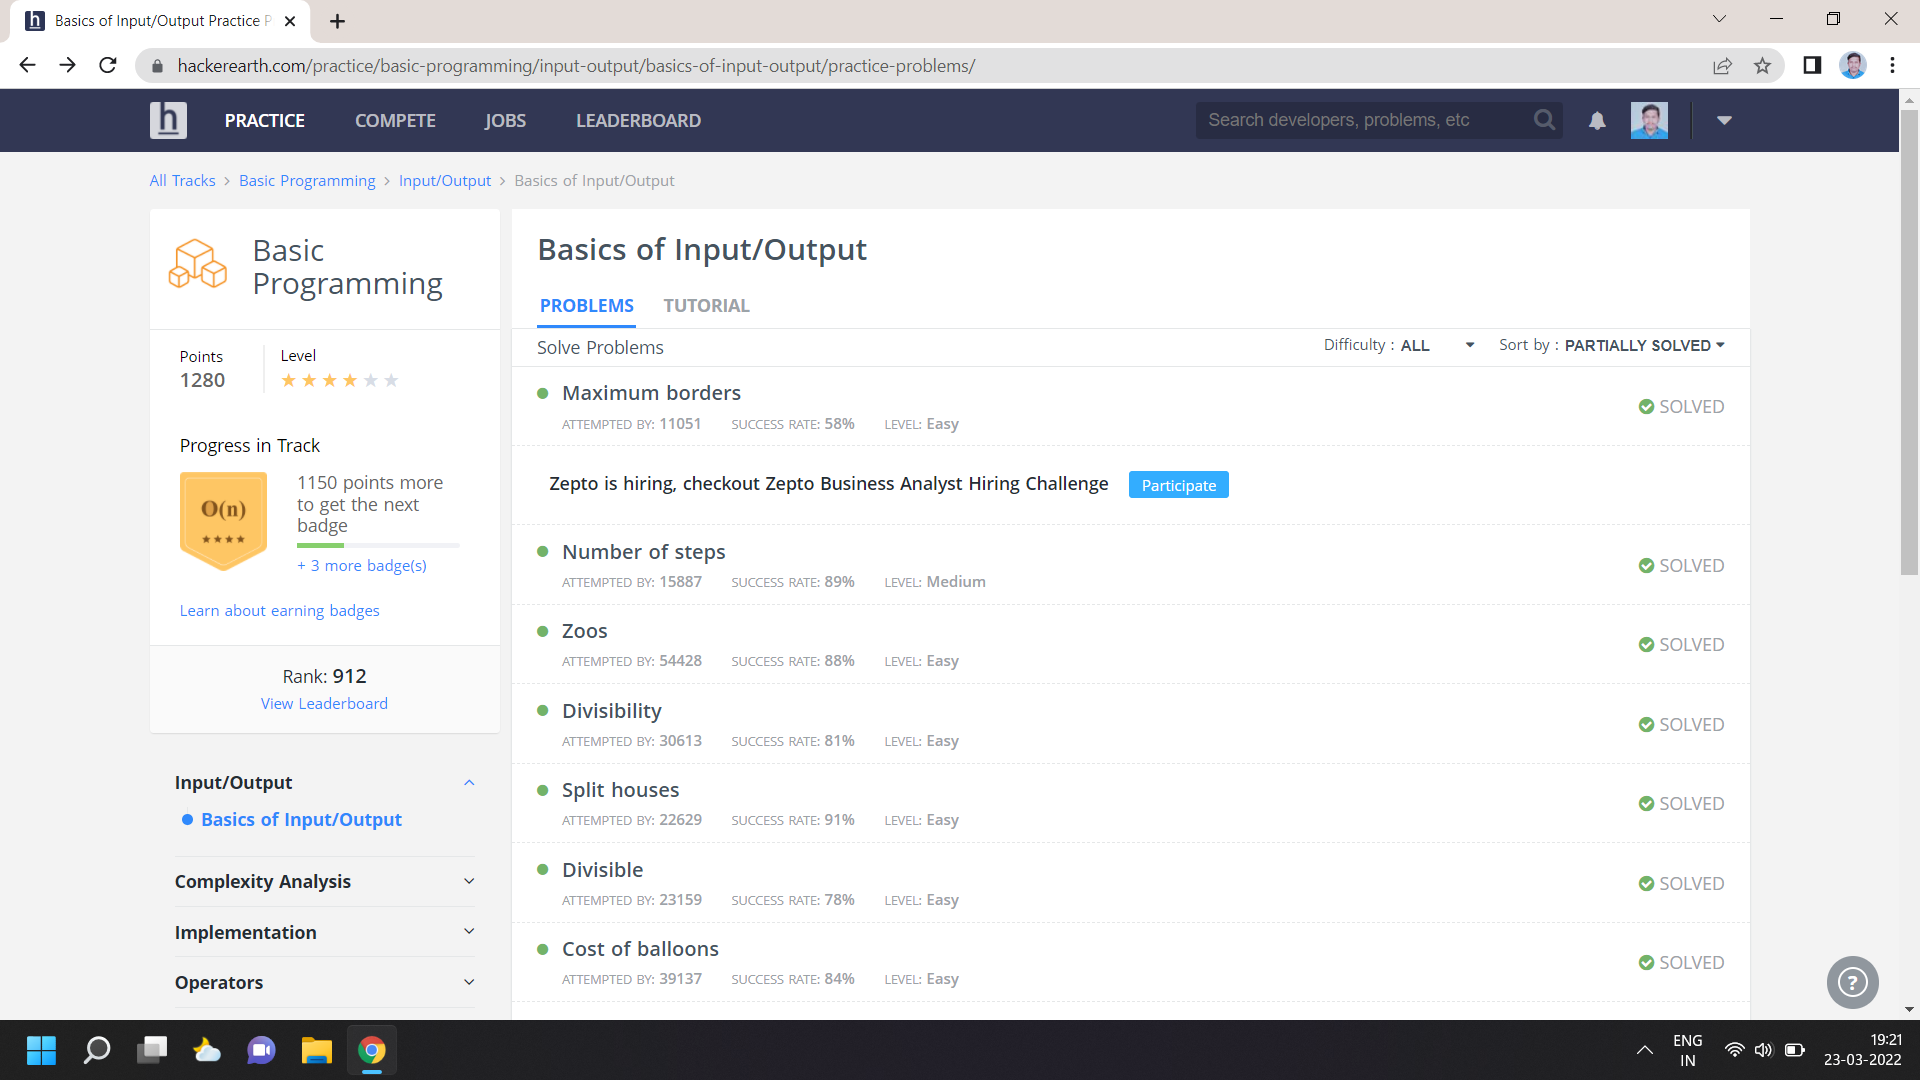 Basics of Input/Output Practice P
hackerearth.com/practice/basic-programming/input-output/basics-of-input-output/practice-problems/
h
PRACTICE COMPETE JOBS LEADERBOARD Search developers, problems, etc
All Tracks > Basic Programming > Input/Output > Basics of Input/Output
Basic
Programming
Points
1280
Level
Progress in Track
O(n)
1150 points more
to get the next
badge
+ 3 more badge(s)
Learn about earning badges
Rank: 912
View Leaderboard
Input/Output
Basics of Input/Output
Complexity Analysis
Implementation
Operators
Basics of Input/Output
PROBLEMS TUTORIAL
Solve Problems Difficulty : ALL Sort by : PARTIALLY SOLVED
Maximum borders
ATTEMPTED BY: 11051 SUCCESS RATE: 58% LEVEL: Easy
SOLVED
Zepto is hiring, checkout Zepto Business Analyst Hiring Challenge Participate
Number of steps
ATTEMPTED BY: 15887 SUCCESS RATE: 89% LEVEL: Medium
SOLVED
Zoos
ATTEMPTED BY: 54428 SUCCESS RATE: 88% LEVEL: Easy
SOLVED
Divisibility
ATTEMPTED BY: 30613 SUCCESS RATE: 81% LEVEL: Easy
SOLVED
Split houses
ATTEMPTED BY: 22629 SUCCESS RATE: 91% LEVEL: Easy
SOLVED
Divisible
ATTEMPTED BY: 23159 SUCCESS RATE: 78% LEVEL: Easy
SOLVED
Cost of balloons
ATTEMPTED BY: 39137 SUCCESS RATE: 84% LEVEL: Easy
SOLVED
?
ENG
IN
19:21
23-03-2022